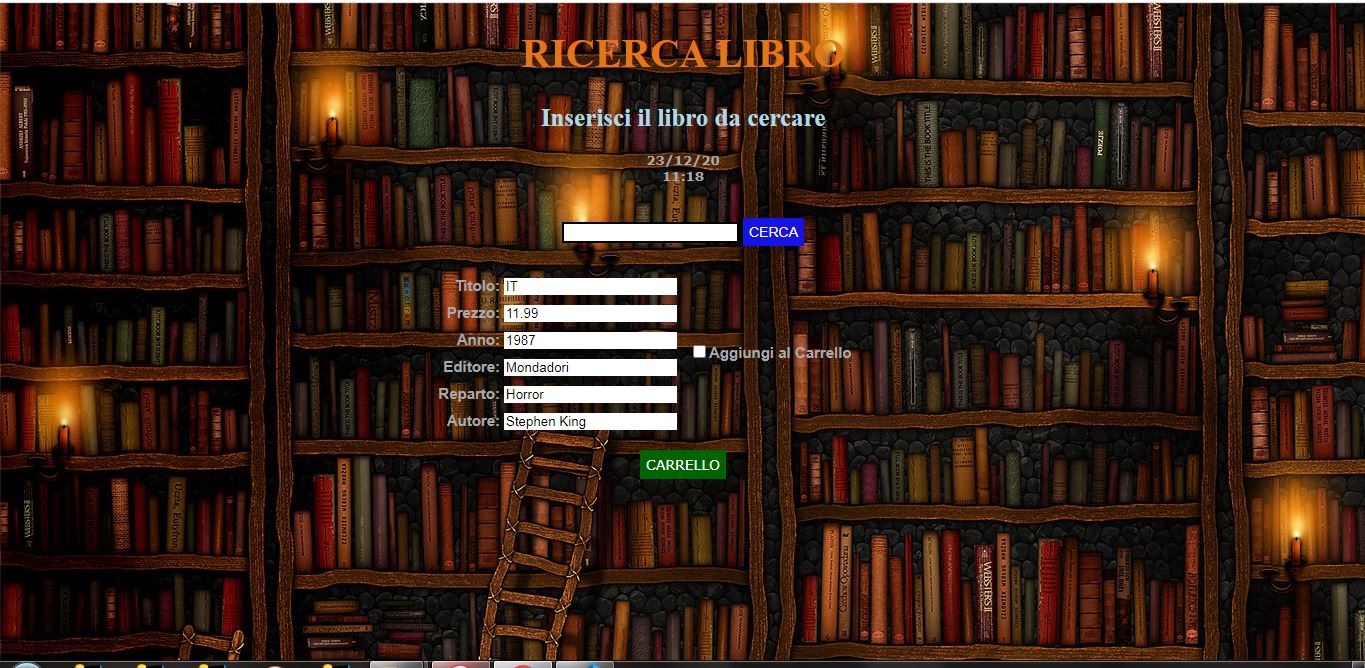 RICERCA LIBRO
Inserisci il libro da cercare
23/12/20
11:18
CERCA
Titolo: IT
Prezzo: 11.99
Anno: 1987
Aggiungi al Carrello
Editore: Mondadori
Reparto: Horror
Autore: Stephen King
CARRELLO
POEZJE